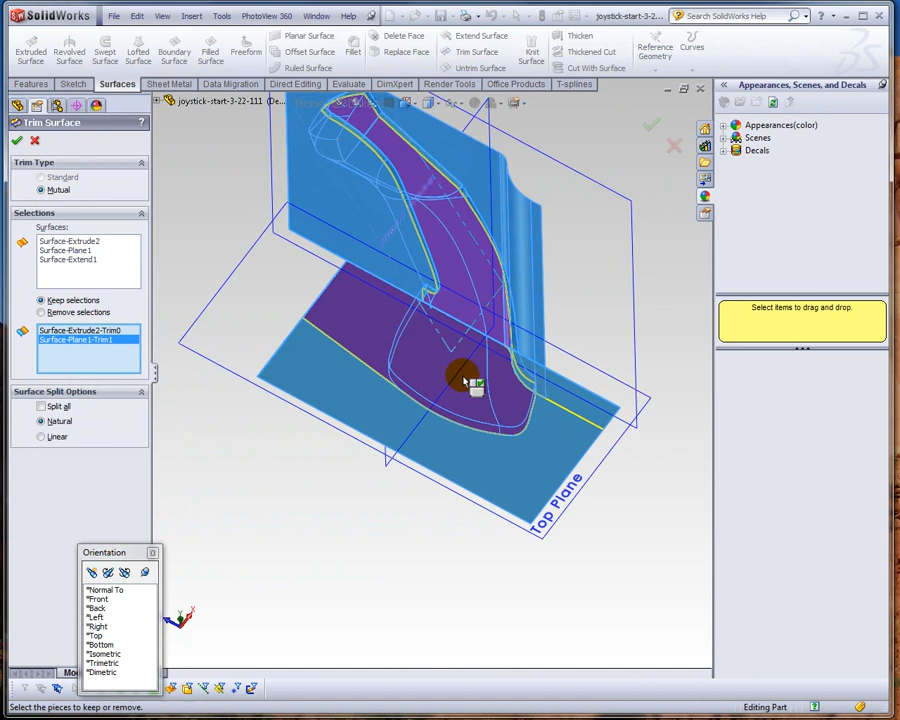 SolidWorks File Edit View Insert Tools PhotoView 360 Window Help joystick-start-3-2... Search SolidWorks Help
Extruded Surface Revolved Surface Swept Surface Lofted Surface Boundary Surface Filled Surface Freeform Planar Surface Offset Surface Ruled Surface Fillet Delete Face Replace Face Extend Surface Trim Surface Untrim Surface Knit Surface Thicken Thickened Cut Cut With Surface Reference Geometry Curves
Features Sketch Surfaces Sheet Metal Data Migration Direct Editing Evaluate DimXpert Render Tools Office Products T-splines
Appearances, Scenes, and Decals
joystick-start-3-22-111 (De...
Trim Surface ?
Trim Type
Standard
Mutual
Selections
Surfaces:
Surface-Extrude2
Surface-Plane1
Surface-Extend1
Keep selections
Remove selections
Surface-Extrude2-Trim0
Surface-Plane1-Trim1
Surface Split Options
Split all
Natural
Linear
Appearances(color)
Scenes
Decals
Select items to drag and drop.
Top Plane
Orientation
*Normal To
*Front
*Back
*Left
*Right
*Top
*Bottom
*Isometric
*Trimetric
*Dimetric
Select the pieces to keep or remove. Editing Part